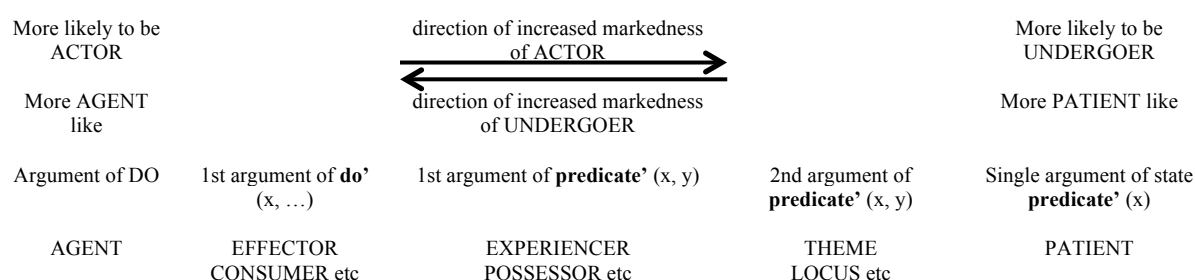 More likely to be
ACTOR
direction of increased markedness
of ACTOR
More likely to be
UNDERGOER
More AGENT
like
direction of increased markedness
of UNDERGOER
More PATIENT like
Argument of DO
1st argument of do’
(x, …)
1st argument of predicate’ (x, y)
2nd argument of
predicate’ (x, y)
Single argument of state
predicate’ (x)
AGENT
EFFECTOR
CONSUMER etc
EXPERIENCER
POSSESSOR etc
THEME
LOCUS etc
PATIENT